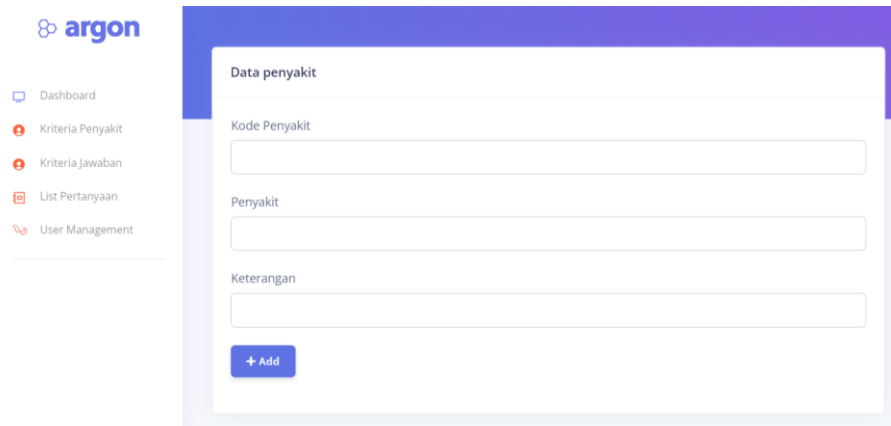 argon
Dashboard
Kriteria Penyakit
Kriteria Jawaban
List Pertanyaan
User Management
Data penyakit
Kode Penyakit
Penyakit
Keterangan
+ Add